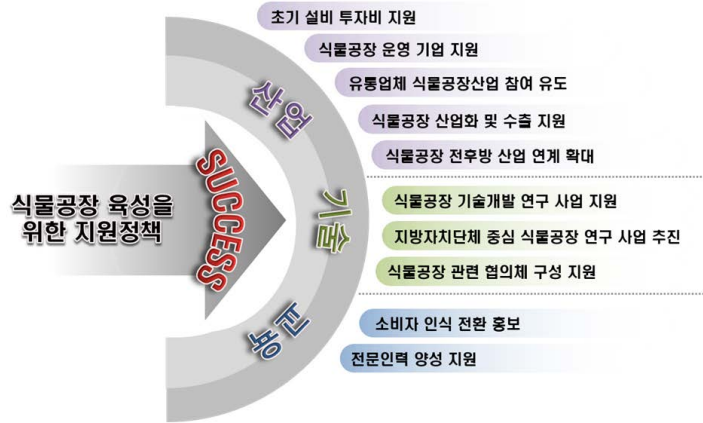 식물공장 육성을
위한 지원정책
SUCCESS
산업
초기 설비 투자비 지원
식물공장 운영 기업 지원
유통업체 식물공장산업 참여 유도
식물공장 산업화 및 수출 지원
식물공장 전후방 산업 연계 확대
기술
식물공장 기술개발 연구 사업 지원
지방자치단체 중심 식물공장 연구 사업 추진
식물공장 관련 협의체 구성 지원
교육
소비자 인식 전환 홍보
전문인력 양성 지원